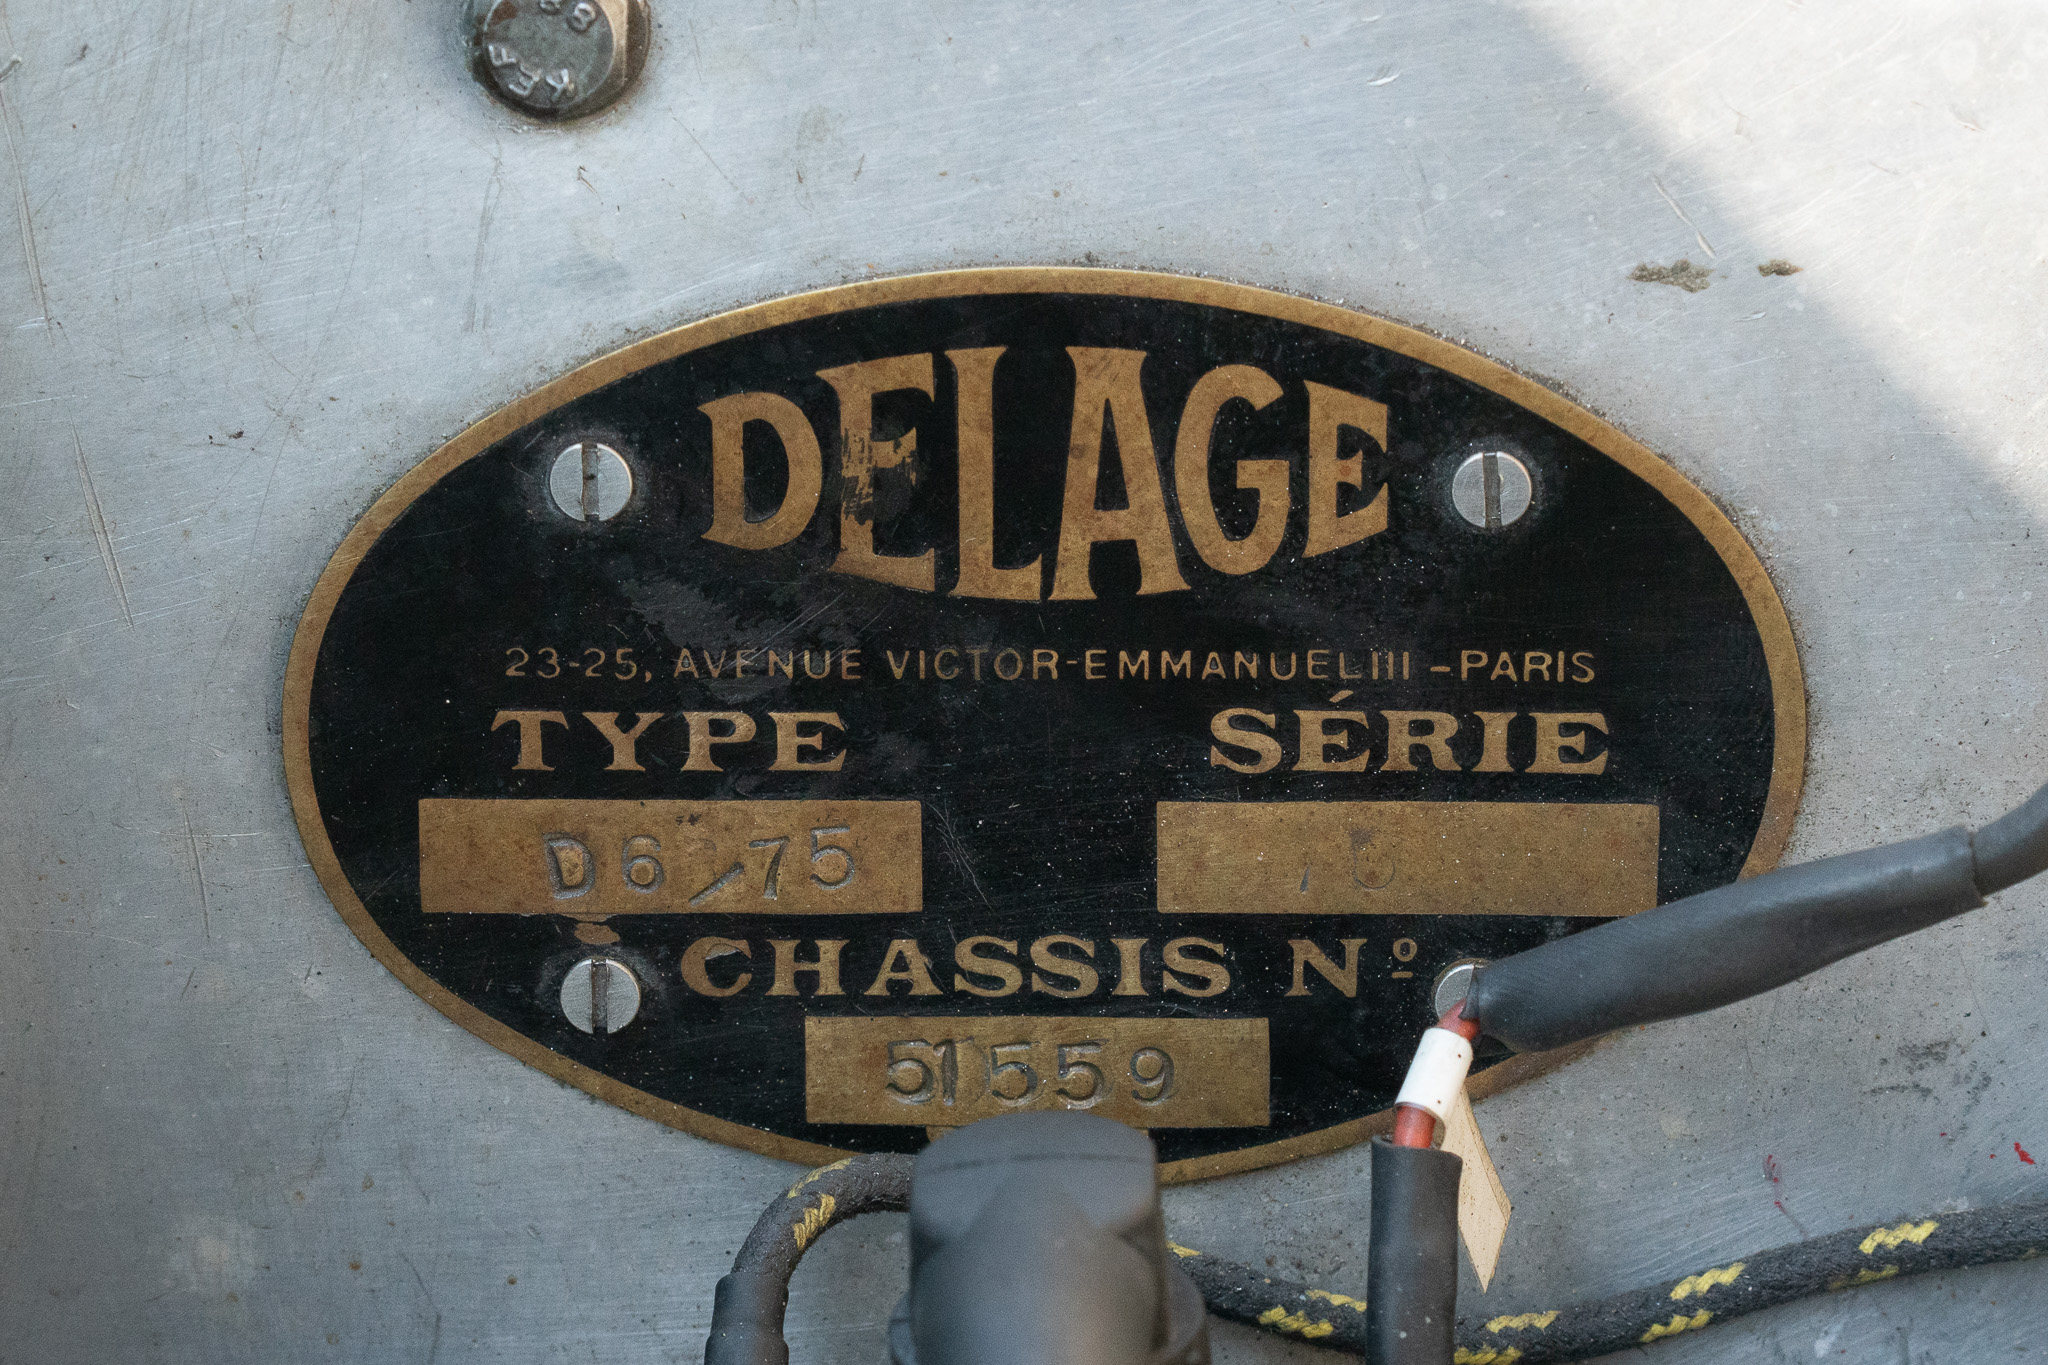 DELAGE
23-25, AVENUE VICTOR-EMMANUEL III - PARIS
TYPE SÉRIE
D6/75
CHASSIS Nº
51559